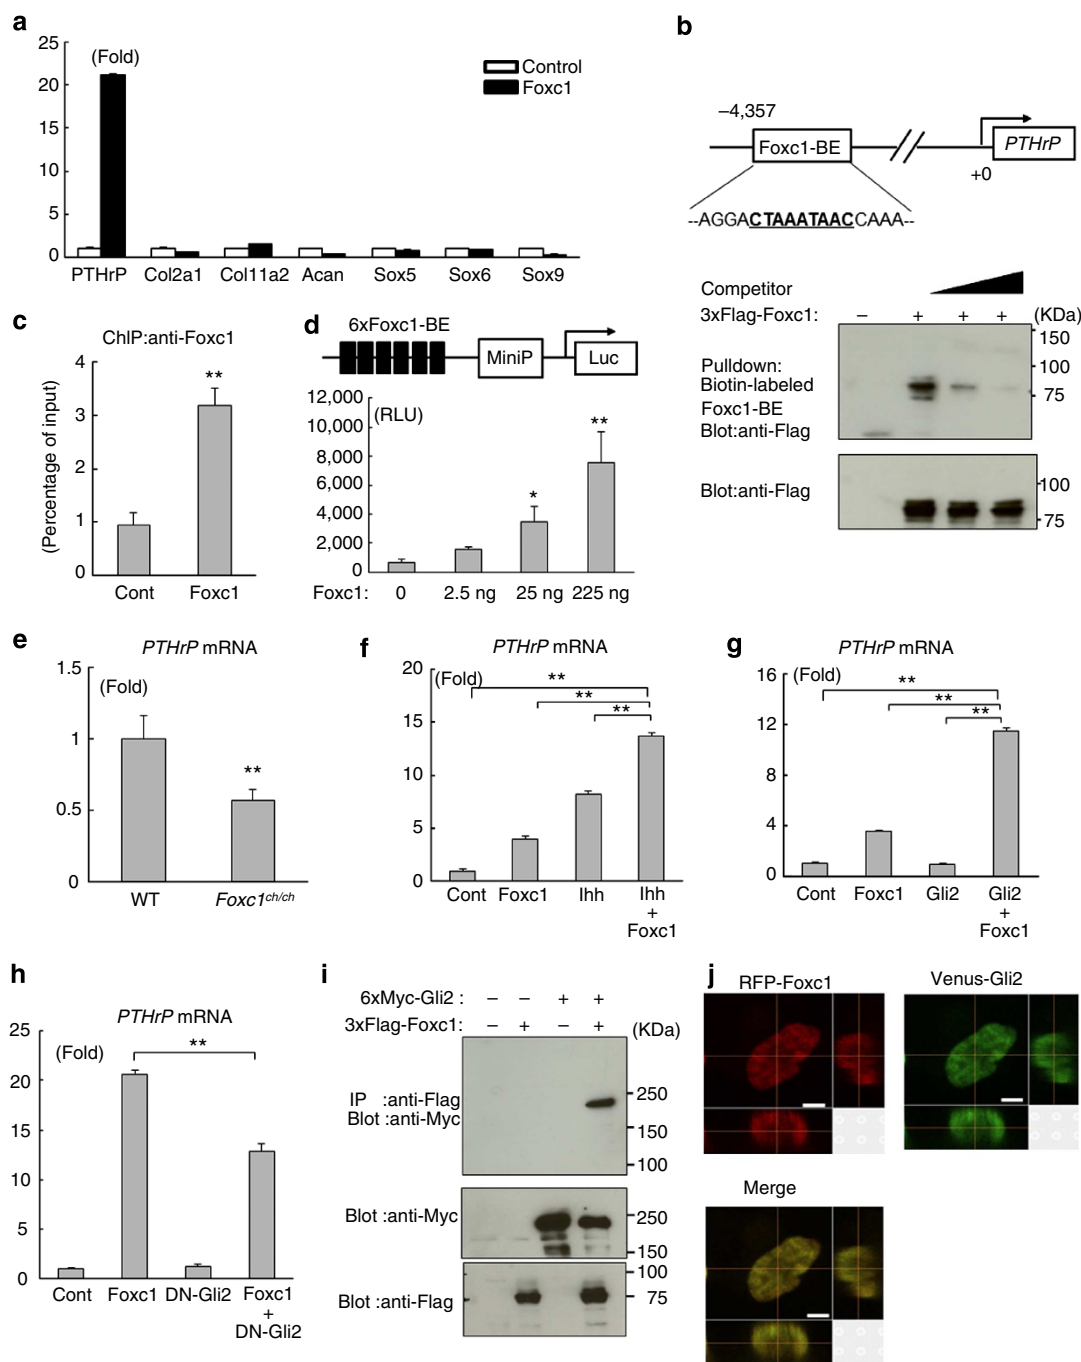 a
25
20
15
10
5
0
(Fold)
Control
Foxc1
PTHrP Col2a1 Col11a2 Acan Sox5 Sox6 Sox9
b
−4,357
Foxc1-BE
PTHrP
+0
--AGGACTAAATAACCAAA--
Competitor
3xFlag-Foxc1: − + + + (KDa)
150
100
75
Pulldown:
Biotin-labeled
Foxc1-BE
Blot:anti-Flag
Blot:anti-Flag
100
75
c
ChIP:anti-Foxc1
(Percentage of input)
4
3
2
1
0
**
Cont Foxc1
d
6xFoxc1-BE
MiniP
Luc
12,000
10,000
8,000
6,000
4,000
2,000
0
(RLU)
*
**
Foxc1: 0 2.5 ng 25 ng 225 ng
e
PTHrP mRNA
1.5
1
0.5
0
(Fold)
**
WT Foxc1ch/ch
f
PTHrP mRNA
20
15
10
5
0
(Fold)
**
**
**
Cont Foxc1 Ihh Ihh
+
Foxc1
g
PTHrP mRNA
16
12
8
4
0
(Fold)
**
**
**
Cont Foxc1 Gli2 Gli2
+
Foxc1
h
PTHrP mRNA
25
20
15
10
5
0
(Fold)
**
Cont Foxc1 DN-Gli2 Foxc1
+
DN-Gli2
i
6xMyc-Gli2 : − − + +
3xFlag-Foxc1: − + − + (KDa)
IP :anti-Flag
Blot :anti-Myc
250
150
100
Blot :anti-Myc
250
150
Blot :anti-Flag
100
75
j
RFP-Foxc1
Venus-Gli2
Merge